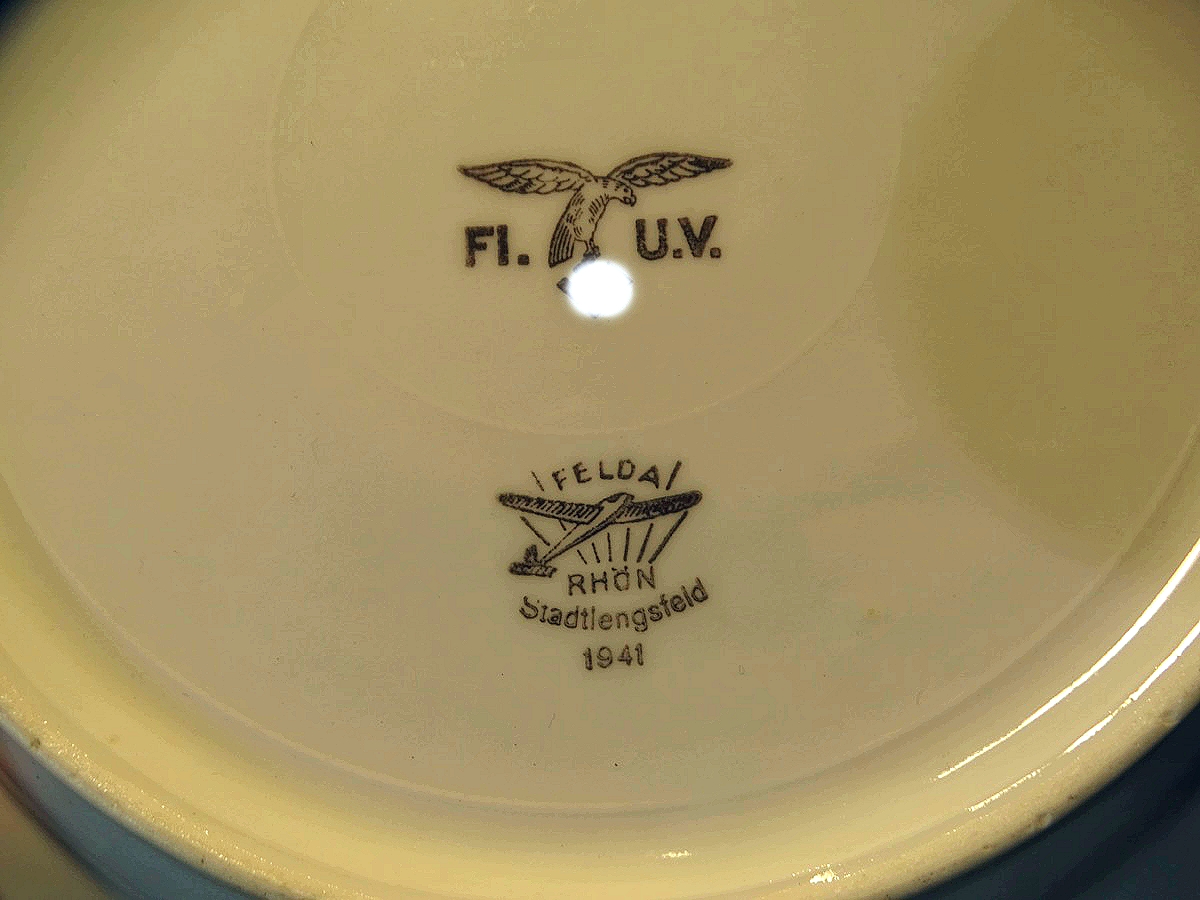 Fl. U.V.
FELDA
RHÖN
Stadtlengsfeld
1941